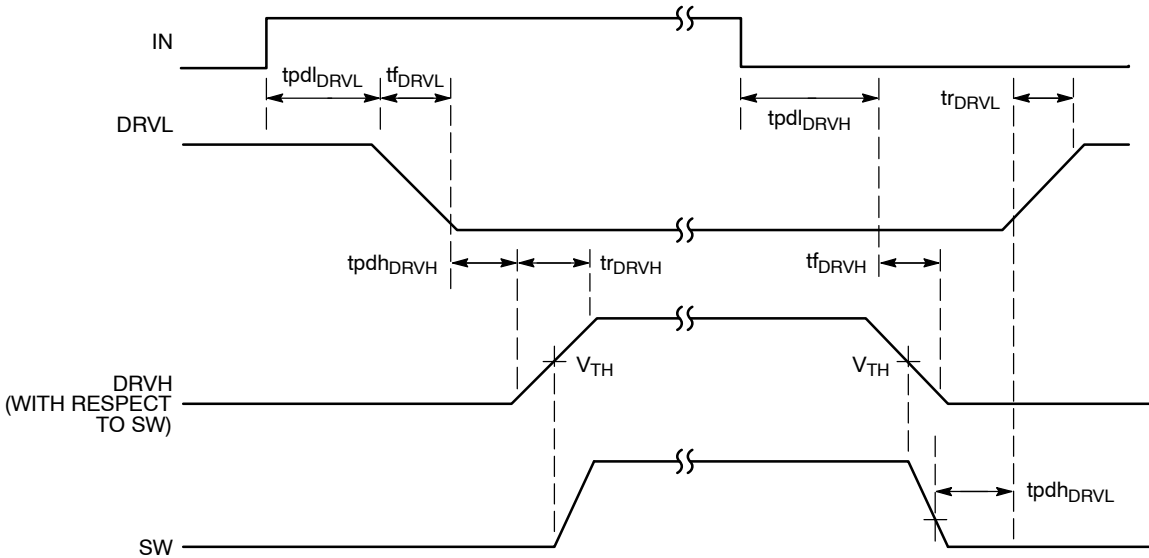 IN
tpdlDRVL
tfDRVL
trDRVL
tpdlDRVH
DRVL
tpdhDRVH
trDRVH
tfDRVH
VTH
VTH
DRVH
(WITH RESPECT
TO SW)
tpdhDRVL
SW